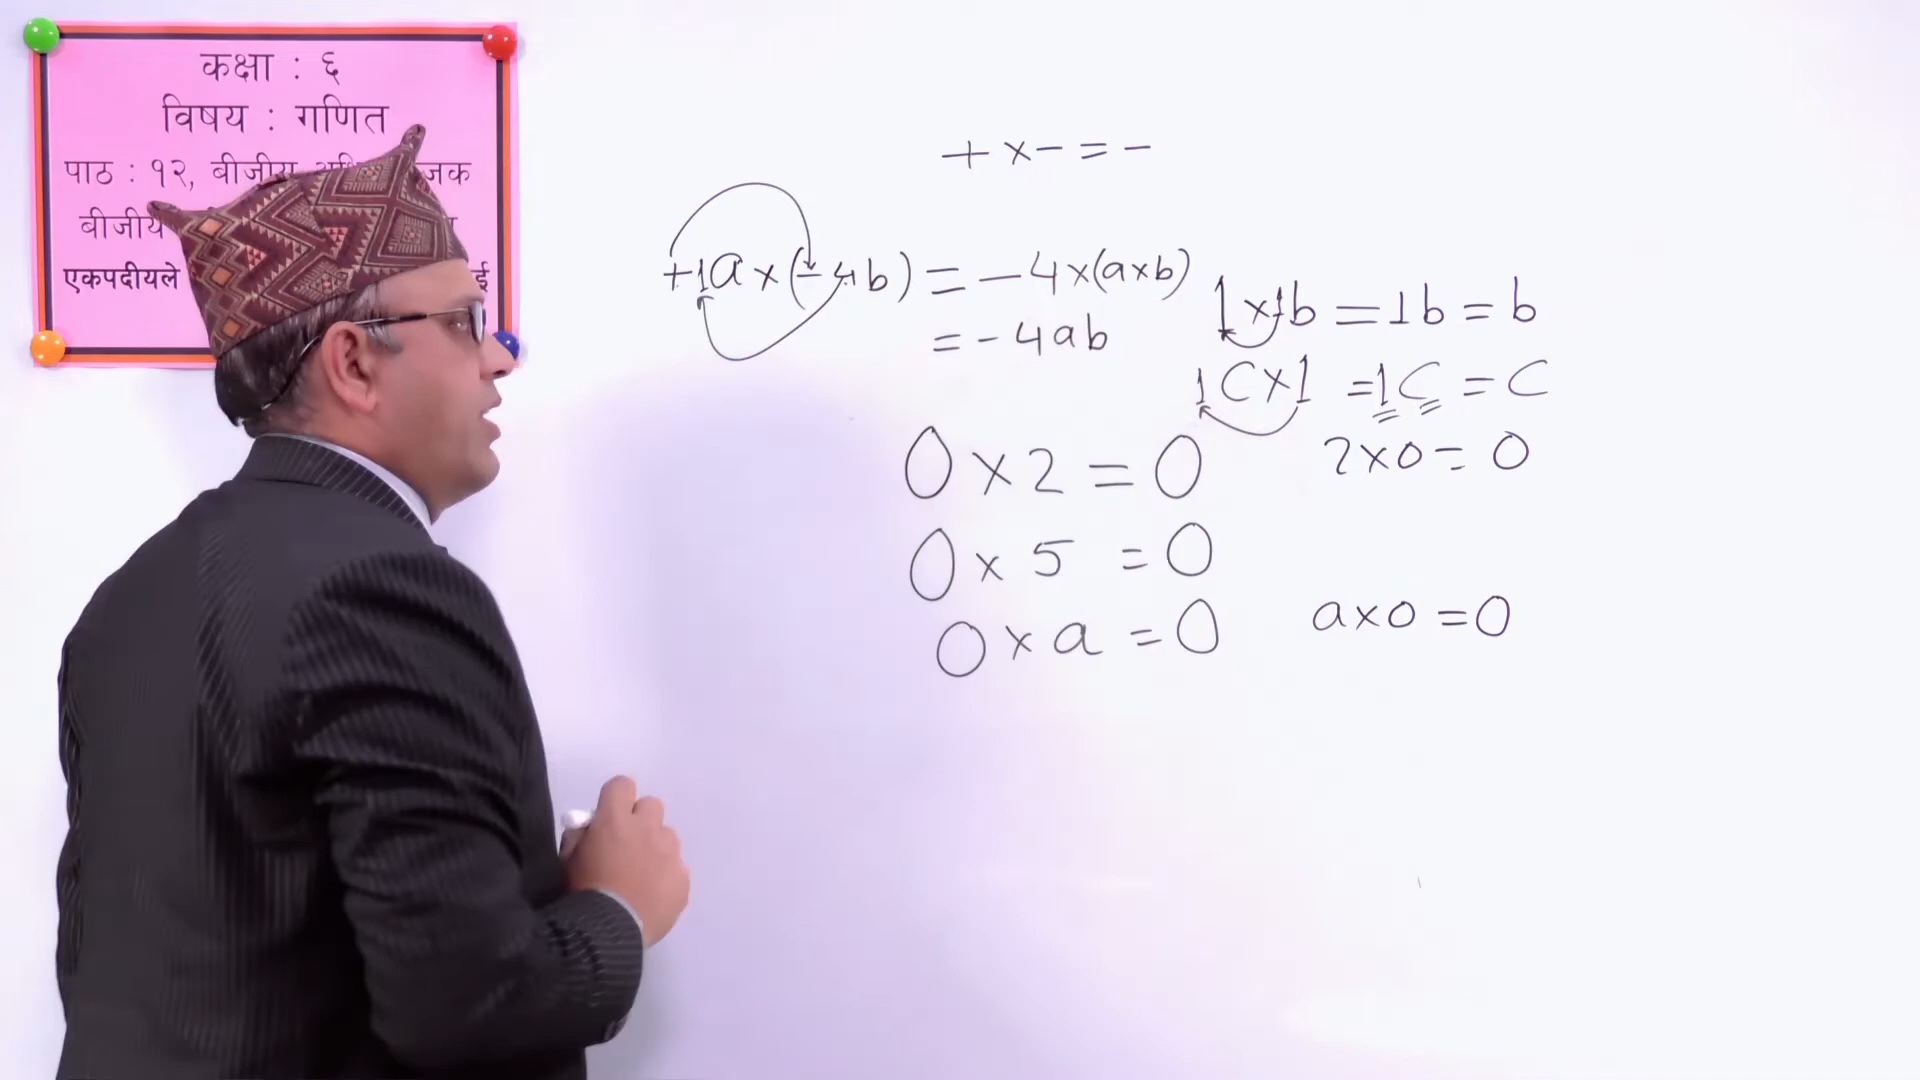 कक्षा : ६
विषय : गणित
पाठ : १२, बीजीय
बीजीय
एकपदीयले
+ × - = -
+1a × (-4b) = -4×(a×b)
= -4ab
1×1b = 1b = b
1C×1 = 1C = C
0 × 2 = 0
2×0 = 0
0 × 5 = 0
0 × a = 0
a×0 = 0